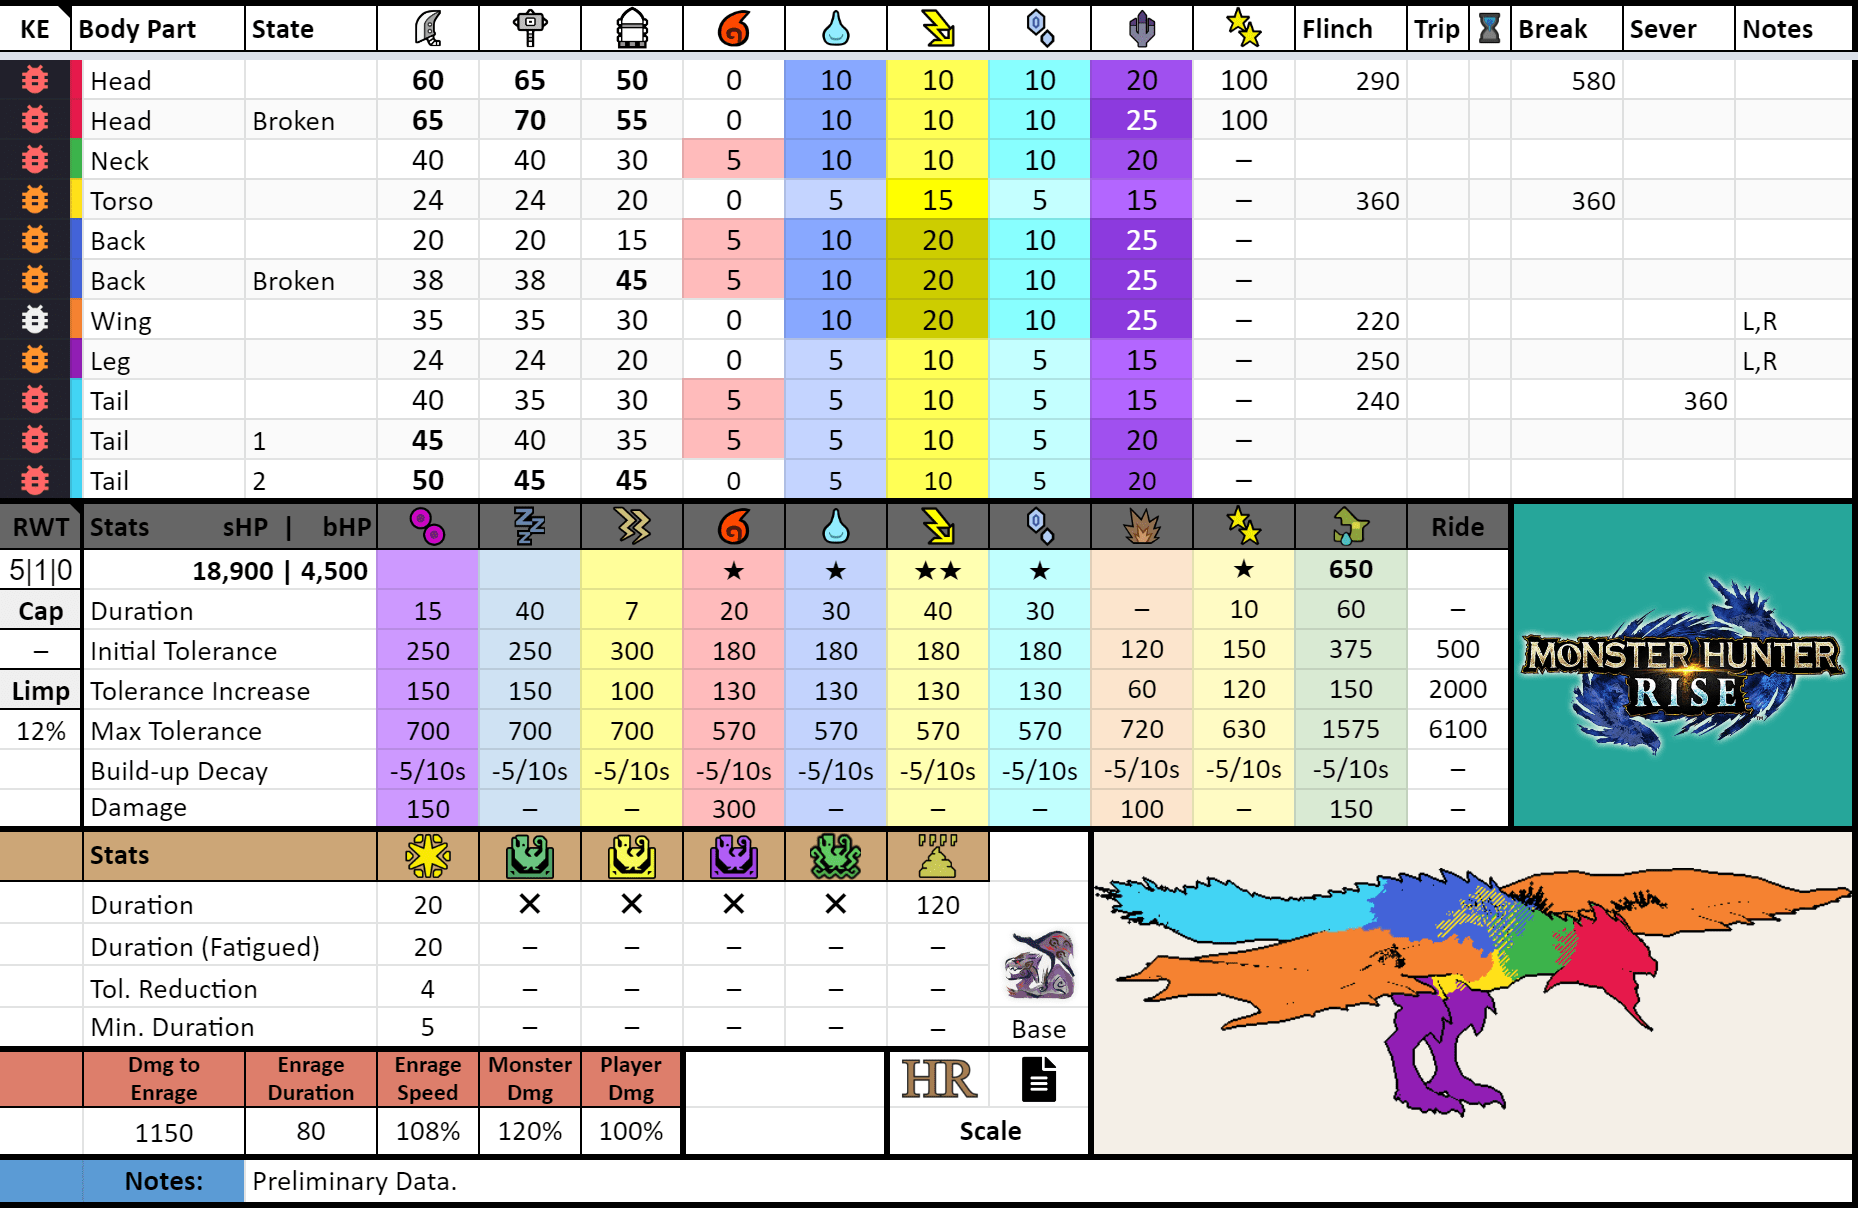 KE Body Part State Flinch Trip Break Sever Notes
Head 60 65 50 0 10 10 10 20 100 290 580
Head Broken 65 70 55 0 10 10 10 25 100
Neck 40 40 30 5 10 10 10 20 –
Torso 24 24 20 0 5 15 5 15 – 360 360
Back 20 20 15 5 10 20 10 25 –
Back Broken 38 38 45 5 10 20 10 25 –
Wing 35 35 30 0 10 20 10 25 – 220 L,R
Leg 24 24 20 0 5 10 5 15 – 250 L,R
Tail 40 35 30 5 5 10 5 15 – 240 360
Tail 1 45 40 35 5 5 10 5 20 –
Tail 2 50 45 45 0 5 10 5 20 –
RWT Stats sHP | bHP Ride
5|1|0 18,900 | 4,500 ★ ★ ★★ ★ ★ 650
Cap Duration 15 40 7 20 30 40 30 – 10 60 –
– Initial Tolerance 250 250 300 180 180 180 180 120 150 375 500
Limp Tolerance Increase 150 150 100 130 130 130 130 60 120 150 2000
12% Max Tolerance 700 700 700 570 570 570 570 720 630 1575 6100
Build-up Decay -5/10s -5/10s -5/10s -5/10s -5/10s -5/10s -5/10s -5/10s -5/10s -5/10s –
Damage 150 – – 300 – – – 100 – 150 –
MONSTER HUNTER
RISE
™
Stats
Duration 20 ✕ ✕ ✕ ✕ 120
Duration (Fatigued) 20 – – – – –
Tol. Reduction 4 – – – – –
Min. Duration 5 – – – – – Base
Dmg to Enrage Enrage Monster Player
Enrage Duration Speed Dmg Dmg
HR
1150 80 108% 120% 100% Scale
Notes: Preliminary Data.